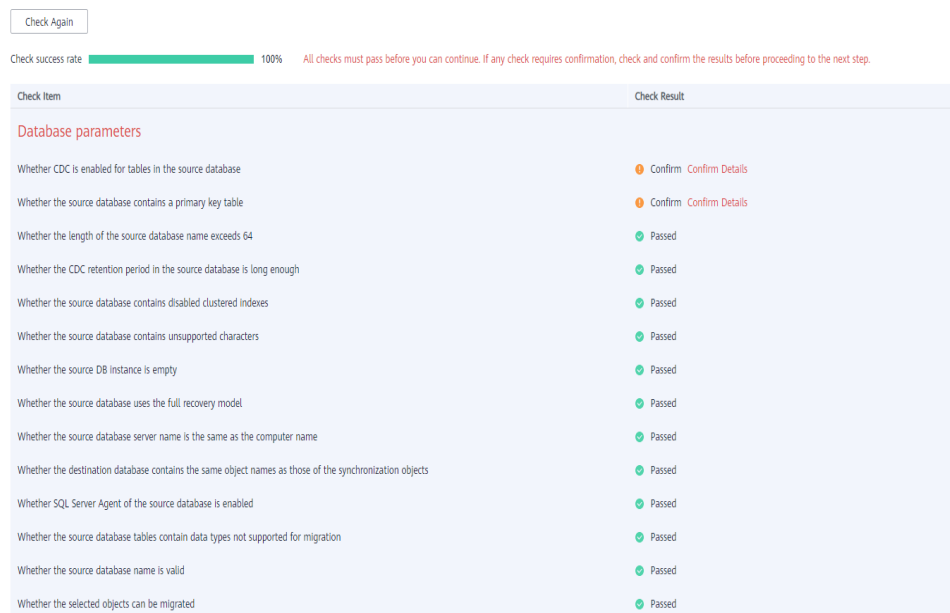 Check Again
Check success rate 100% All checks must pass before you can continue. If any check requires confirmation, check and confirm the results before proceeding to the next step.
Check Item Check Result
Database parameters
Whether CDC is enabled for tables in the source database Confirm Confirm Details
Whether the source database contains a primary key table Confirm Confirm Details
Whether the length of the source database name exceeds 64 Passed
Whether the CDC retention period in the source database is long enough Passed
Whether the source database contains disabled clustered indexes Passed
Whether the source database contains unsupported characters Passed
Whether the source DB instance is empty Passed
Whether the source database uses the full recovery model Passed
Whether the source database server name is the same as the computer name Passed
Whether the destination database contains the same object names as those of the synchronization objects Passed
Whether SQL Server Agent of the source database is enabled Passed
Whether the source database tables contain data types not supported for migration Passed
Whether the source database name is valid Passed
Whether the selected objects can be migrated Passed